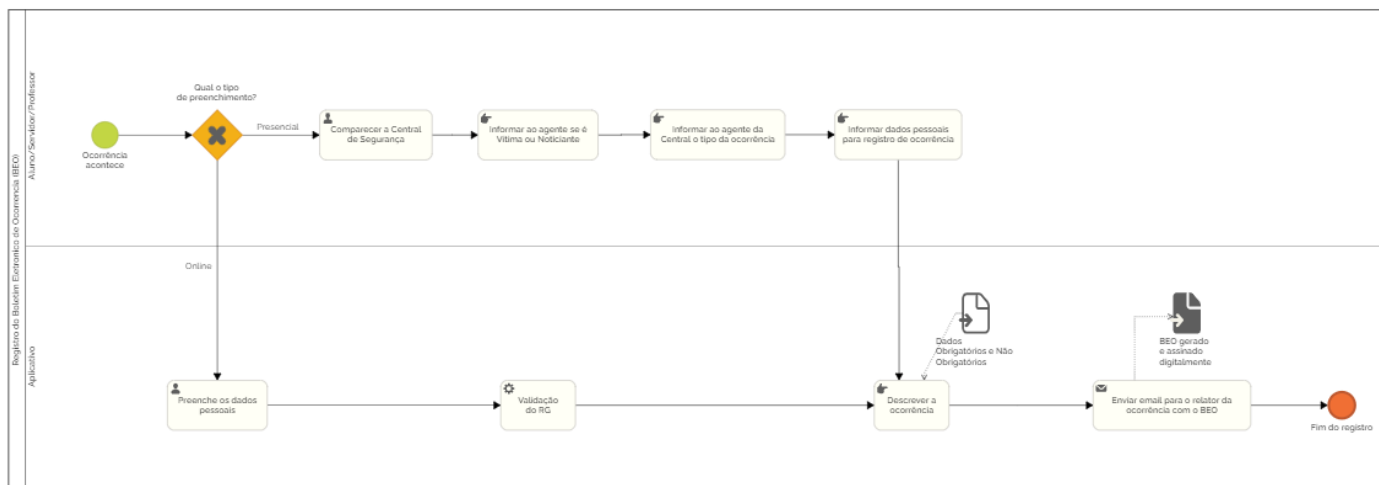 Registro do Boletim Eletronico de Ocorrencia (BEO)
Aluno/Servidor/Professor
Ocorrência
acontece
Qual o tipo
de preenchimento?
Presencial
Comparecer a Central
de Segurança
Informar ao agente se é
Vítima ou Noticiante
Informar ao agente da
Central o tipo da ocorrência
Informar dados pessoais
para registro de ocorrência
Aplicativo
Online
Preenche os dados
pessoais
Validação
do RG
Dados
Obrigatórios e Não
Obrigatórios
Descrever a
ocorrência
BEO gerado
e assinado
digitalmente
Enviar email para o relator da
ocorrência com o BEO
Fim do registro